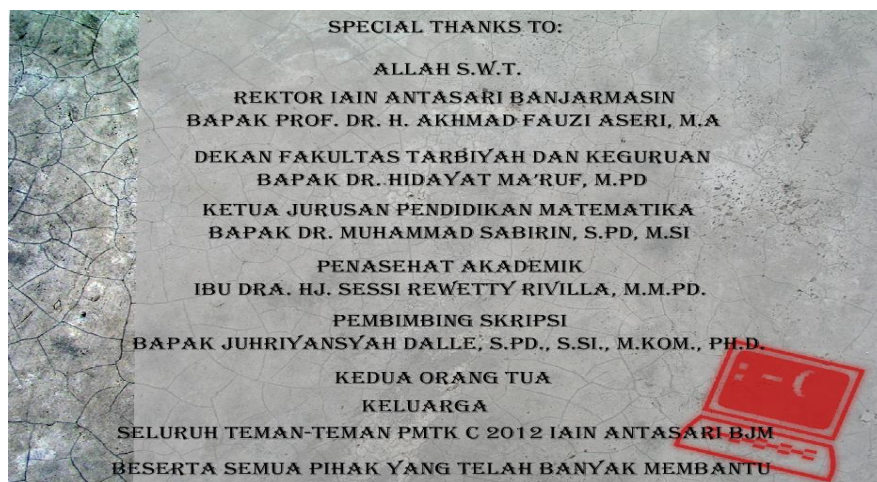 SPECIAL THANKS TO:
ALLAH S.W.T.
REKTOR IAIN ANTASARI BANJARMASIN
BAPAK PROF. DR. H. AKHMAD FAUZI ASERI, M.A
DEKAN FAKULTAS TARBIYAH DAN KEGURUAN
BAPAK DR. HIDAYAT MA'RUF, M.PD
KETUA JURUSAN PENDIDIKAN MATEMATIKA
BAPAK DR. MUHAMMAD SABIRIN, S.PD, M.SI
PENASEHAT AKADEMIK
IBU DRA. HJ. SESSI REWETTY RIVILLA, M.M.PD.
PEMBIMBING SKRIPSI
BAPAK JUHRIYANSYAH DALLE, S.PD., S.SI., M.KOM., PH.D.
KEDUA ORANG TUA
KELUARGA
SELURUH TEMAN-TEMAN PMTK C 2012 IAIN ANTASARI BJM
BESERTA SEMUA PIHAK YANG TELAH BANYAK MEMBANTU